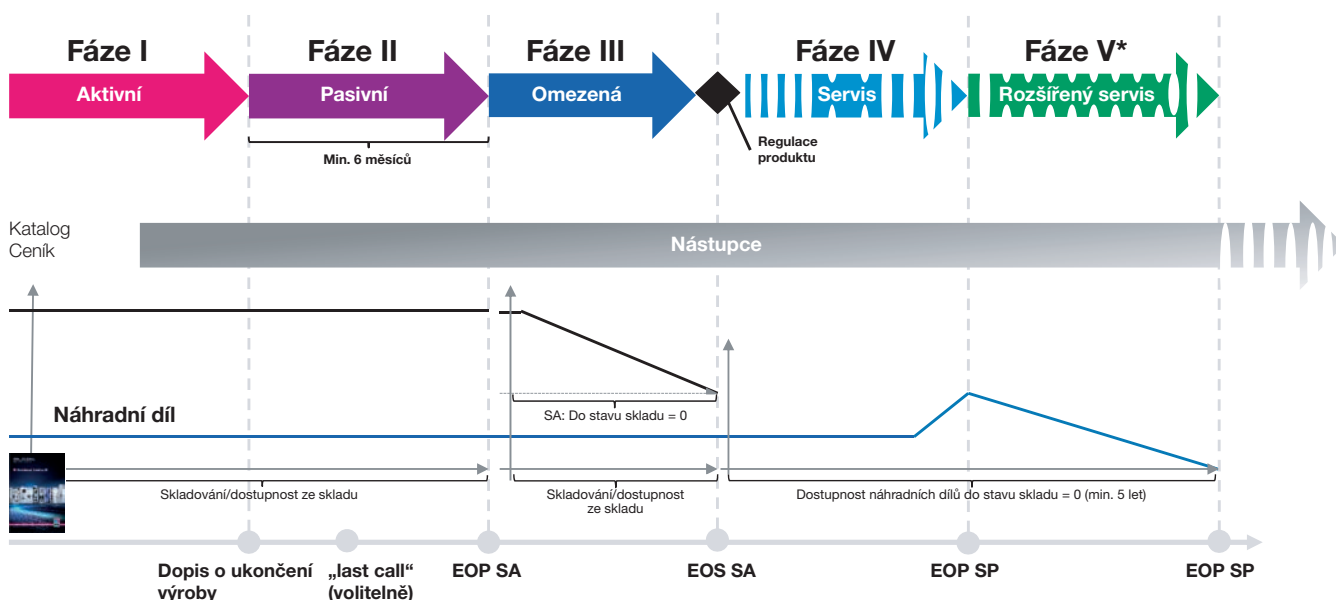 Fáze I
Fáze II
Fáze III
Fáze IV
Fáze V*
Aktivní
Pasivní
Omezená
Servis
Rozšířený servis
Regulace
produktu
Min. 6 měsíců
Katalog
Ceník
Nástupce
SA: Do stavu skladu = 0
Náhradní díl
Skladování/dostupnost ze skladu
Skladování/dostupnost
ze skladu
Dostupnost náhradních dílů do stavu skladu = 0 (min. 5 let)
Dopis o ukončení
výroby
„last call“
(volitelně)
EOP SA
EOS SA
EOP SP
EOP SP